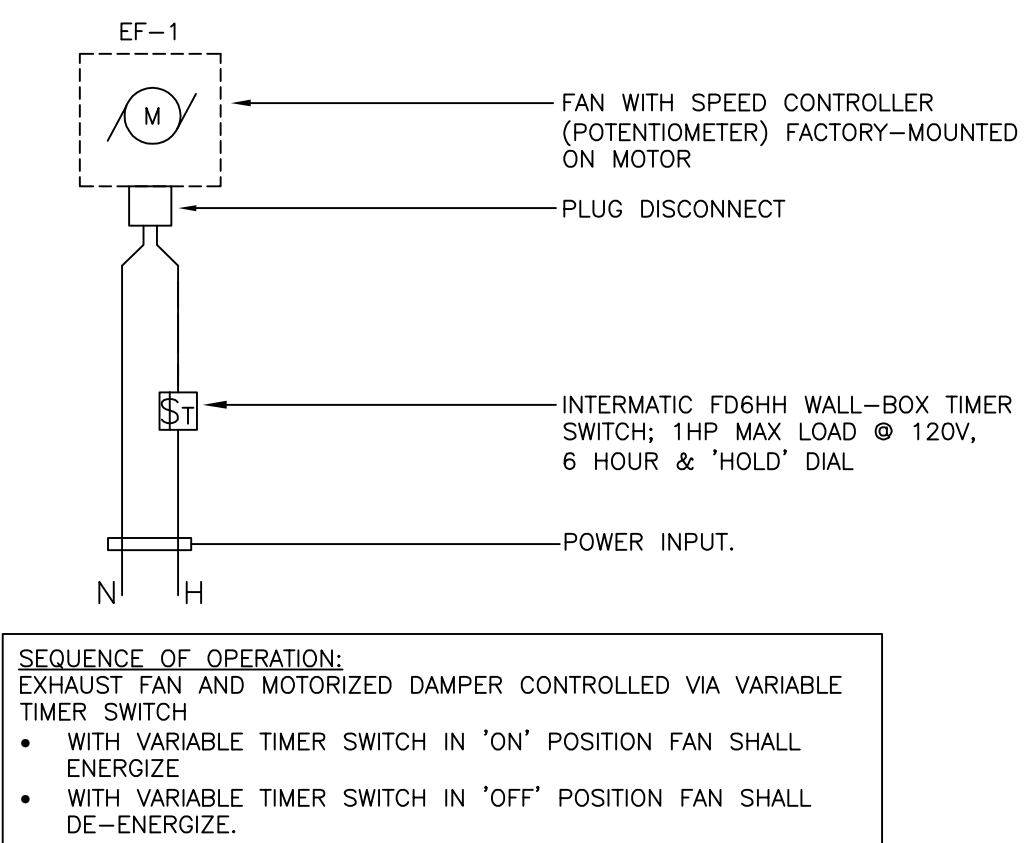 EF-1
M
FAN WITH SPEED CONTROLLER
(POTENTIOMETER) FACTORY-MOUNTED
ON MOTOR
PLUG DISCONNECT
$T
INTERMATIC FD6HH WALL-BOX TIMER
SWITCH; 1HP MAX LOAD @ 120V,
6 HOUR & 'HOLD' DIAL
POWER INPUT.
N H
SEQUENCE OF OPERATION:
EXHAUST FAN AND MOTORIZED DAMPER CONTROLLED VIA VARIABLE
TIMER SWITCH
• WITH VARIABLE TIMER SWITCH IN 'ON' POSITION FAN SHALL
ENERGIZE
• WITH VARIABLE TIMER SWITCH IN 'OFF' POSITION FAN SHALL
DE-ENERGIZE.